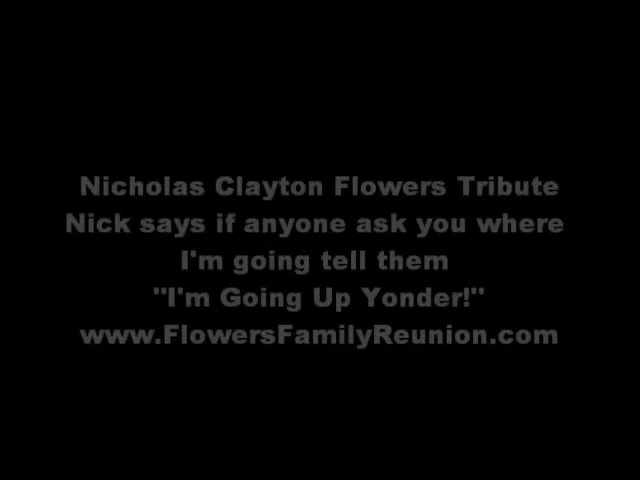 Nicholas Clayton Flowers Tribute
Nick says if anyone ask you where
I'm going tell them
"I'm Going Up Yonder!"
www.FlowersFamilyReunion.com